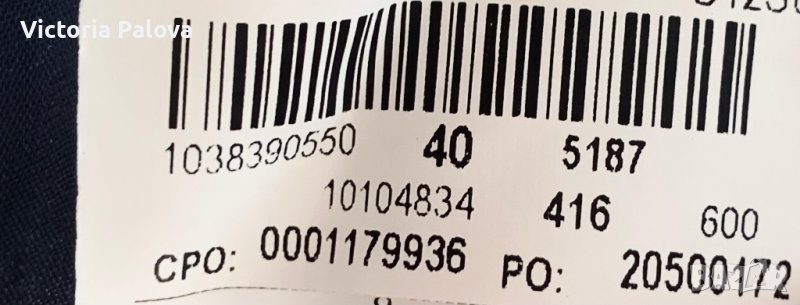 Victoria Palova
1038390550 40 5187
10104834 416 600
CPO: 0001179936 PO: 20500172